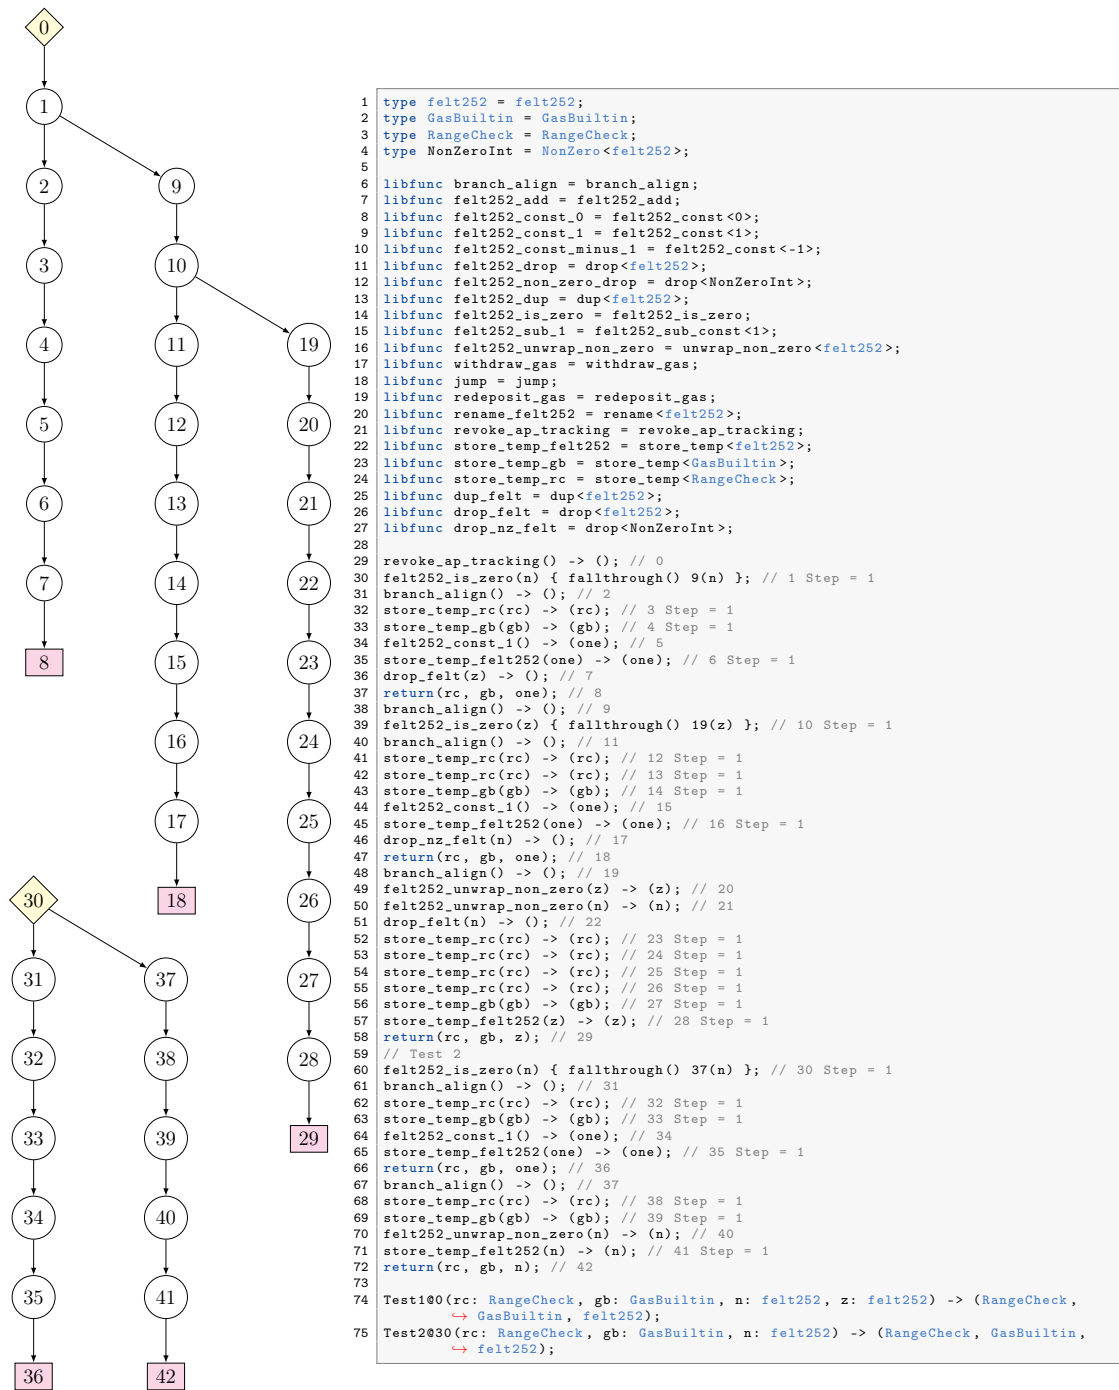 0
1
2
9
3
10
4
11
19
5
12
20
6
13
21
7
14
22
8
15
23
16
24
17
25
30
18
26
31
37
27
32
38
28
33
39
29
34
40
35
41
36
42
1 type felt252 = felt252;
2 type GasBuiltin = GasBuiltin;
3 type RangeCheck = RangeCheck;
4 type NonZeroInt = NonZero<felt252>;
5
6 libfunc branch_align = branch_align;
7 libfunc felt252_add = felt252_add;
8 libfunc felt252_const_0 = felt252_const<0>;
9 libfunc felt252_const_1 = felt252_const<1>;
10 libfunc felt252_const_minus_1 = felt252_const<-1>;
11 libfunc felt252_drop = drop<felt252>;
12 libfunc felt252_non_zero_drop = drop<NonZeroInt>;
13 libfunc felt252_dup = dup<felt252>;
14 libfunc felt252_is_zero = felt252_is_zero;
15 libfunc felt252_sub_1 = felt252_sub_const<1>;
16 libfunc felt252_unwrap_non_zero = unwrap_non_zero<felt252>;
17 libfunc withdraw_gas = withdraw_gas;
18 libfunc jump = jump;
19 libfunc redeposit_gas = redeposit_gas;
20 libfunc rename_felt252 = rename<felt252>;
21 libfunc revoke_ap_tracking = revoke_ap_tracking;
22 libfunc store_temp_felt252 = store_temp<felt252>;
23 libfunc store_temp_gb = store_temp<GasBuiltin>;
24 libfunc store_temp_rc = store_temp<RangeCheck>;
25 libfunc dup_felt = dup<felt252>;
26 libfunc drop_felt = drop<felt252>;
27 libfunc drop_nz_felt = drop<NonZeroInt>;
28
29 revoke_ap_tracking() -> (); // 0
30 felt252_is_zero(n) { fallthrough() 9(n) }; // 1 Step = 1
31 branch_align() -> (); // 2
32 store_temp_rc(rc) -> (rc); // 3 Step = 1
33 store_temp_gb(gb) -> (gb); // 4 Step = 1
34 felt252_const_1() -> (one); // 5
35 store_temp_felt252(one) -> (one); // 6 Step = 1
36 drop_felt(z) -> (); // 7
37 return(rc, gb, one); // 8
38 branch_align() -> (); // 9
39 felt252_is_zero(z) { fallthrough() 19(z) }; // 10 Step = 1
40 branch_align() -> (); // 11
41 store_temp_rc(rc) -> (rc); // 12 Step = 1
42 store_temp_rc(rc) -> (rc); // 13 Step = 1
43 store_temp_gb(gb) -> (gb); // 14 Step = 1
44 felt252_const_1() -> (one); // 15
45 store_temp_felt252(one) -> (one); // 16 Step = 1
46 drop_nz_felt(n) -> (); // 17
47 return(rc, gb, one); // 18
48 branch_align() -> (); // 19
49 felt252_unwrap_non_zero(z) -> (z); // 20
50 felt252_unwrap_non_zero(n) -> (n); // 21
51 drop_felt(n) -> (); // 22
52 store_temp_rc(rc) -> (rc); // 23 Step = 1
53 store_temp_rc(rc) -> (rc); // 24 Step = 1
54 store_temp_rc(rc) -> (rc); // 25 Step = 1
55 store_temp_rc(rc) -> (rc); // 26 Step = 1
56 store_temp_gb(gb) -> (gb); // 27 Step = 1
57 store_temp_felt252(z) -> (z); // 28 Step = 1
58 return(rc, gb, z); // 29
59 // Test 2
60 felt252_is_zero(n) { fallthrough() 37(n) }; // 30 Step = 1
61 branch_align() -> (); // 31
62 store_temp_rc(rc) -> (rc); // 32 Step = 1
63 store_temp_gb(gb) -> (gb); // 33 Step = 1
64 felt252_const_1() -> (one); // 34
65 store_temp_felt252(one) -> (one); // 35 Step = 1
66 return(rc, gb, one); // 36
67 branch_align() -> (); // 37
68 store_temp_rc(rc) -> (rc); // 38 Step = 1
69 store_temp_gb(gb) -> (gb); // 39 Step = 1
70 felt252_unwrap_non_zero(n) -> (n); // 40
71 store_temp_felt252(n) -> (n); // 41 Step = 1
72 return(rc, gb, n); // 42
73
74 Test1@0(rc: RangeCheck, gb: GasBuiltin, n: felt252, z: felt252) -> (RangeCheck,
↪ GasBuiltin, felt252);
75 Test2@30(rc: RangeCheck, gb: GasBuiltin, n: felt252) -> (RangeCheck, GasBuiltin,
↪ felt252);